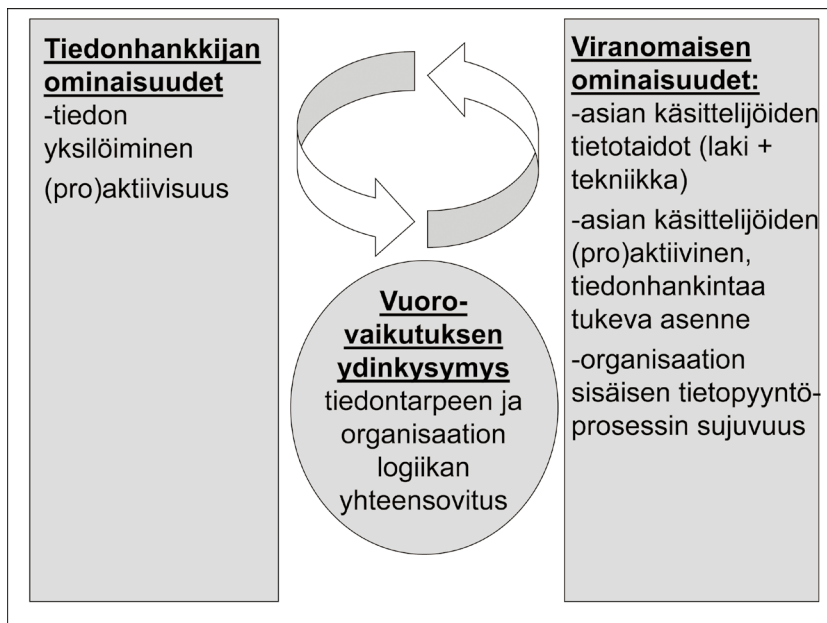 Tiedonhankkijan
ominaisuudet
-tiedon
yksilöiminen
(pro)aktiivisuus
Vuoro-
vaikutuksen
ydinkysymys
tiedontarpeen ja
organisaation
logiikan
yhteensovitus
Viranomaisen
ominaisuudet:
-asian käsittelijöiden
tietotaidot (laki +
tekniikka)
-asian käsittelijöiden
(pro)aktiivinen,
tiedonhankintaa
tukeva asenne
-organisaation
sisäisen tietopyyntö-
prosessin sujuvuus